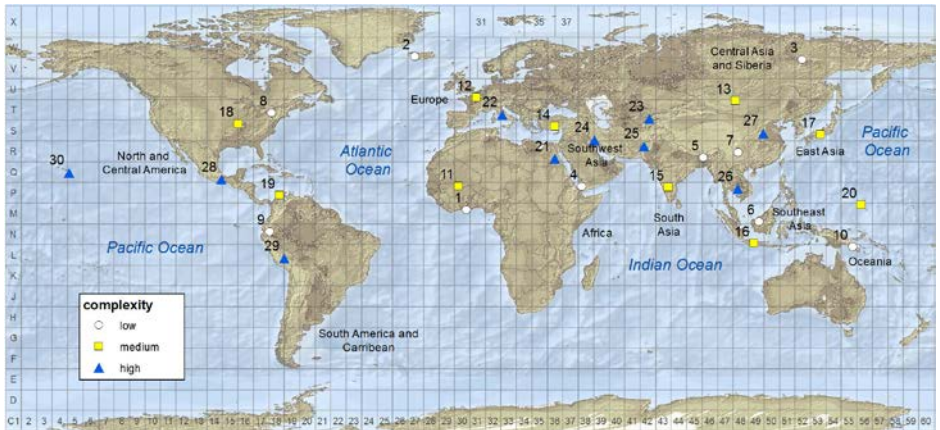 X
31 33 35 37
W
2
3
Central Asia
and Siberia
V
U
12
13
Europe
8
22
T
18
14
23
27
17
S
24
25
7
Pacific
Ocean
30
North and
Central America
Atlantic
Ocean
21
Southwest
Asia
5
East Asia
R
28
Q
4
26
19
11
15
20
P
1
M
9
South
Asia
6
Southeast
Asia
Africa
16
10
N
Pacific Ocean
29
Indian Ocean
Oceania
L
K
J
complexity
H
low
G
medium
South America and
Carribean
F
high
E
D
C1 2 3 4 5 6 7 8 9 10 11 12 13 14 15 16 17 18 19 20 21 22 23 24 25 26 27 28 29 30 31 32 33 34 35 36 37 38 39 40 41 42 43 44 45 46 47 48 49 50 51 52 53 54 55 56 57 58 59 60